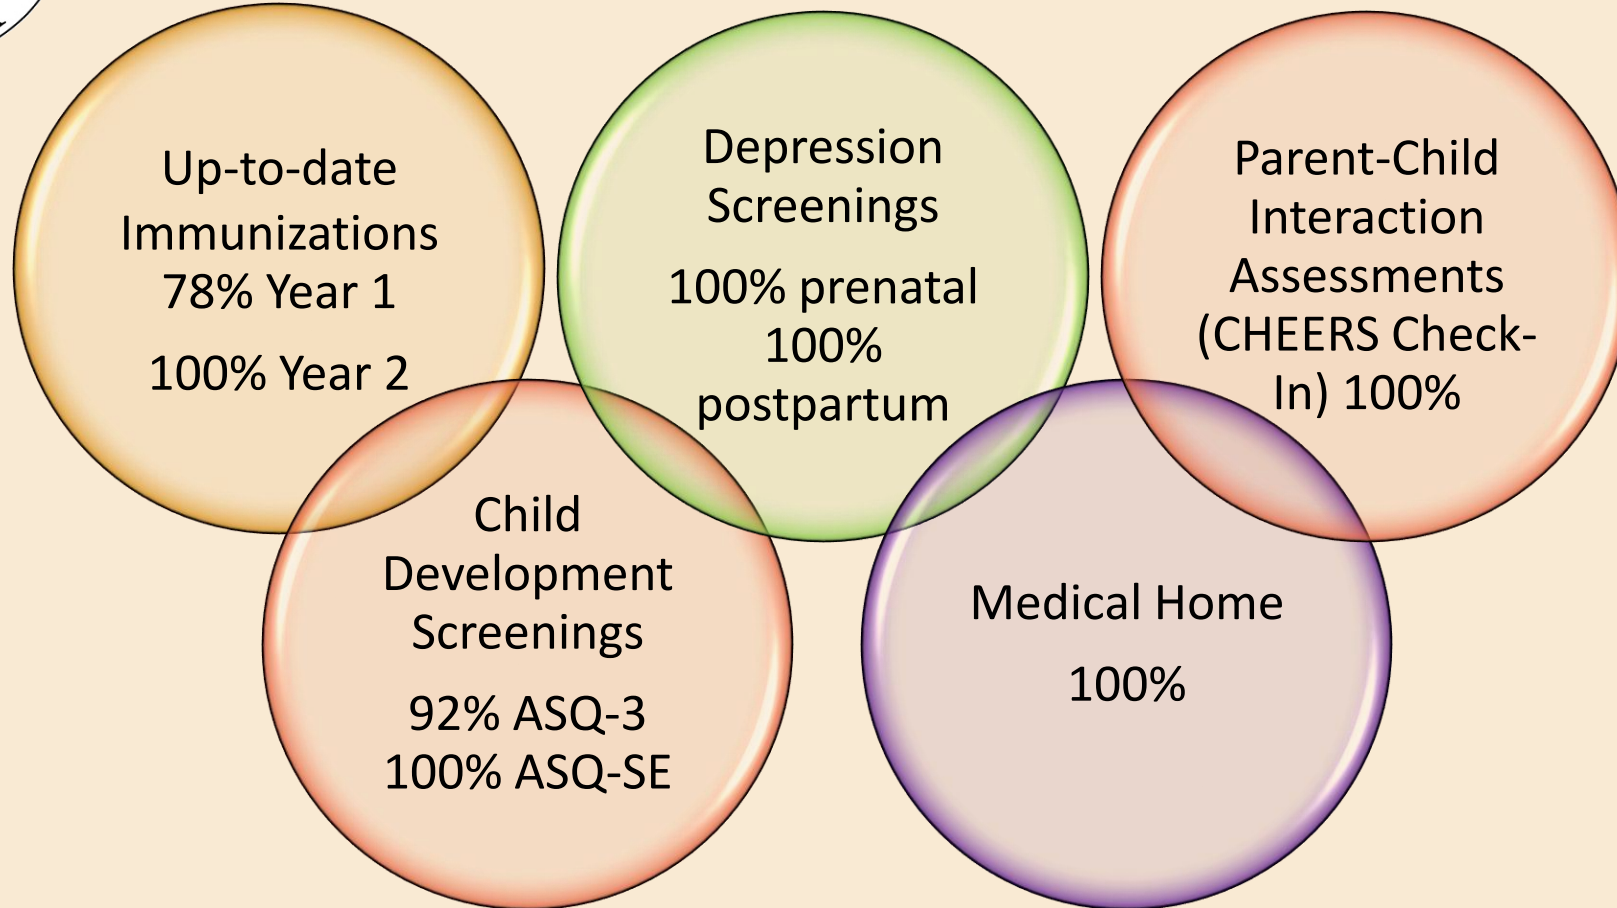 Up-to-date
Immunizations
78% Year 1
100% Year 2
Depression
Screenings
100% prenatal
100%
postpartum
Parent-Child
Interaction
Assessments
(CHEERS Check-
In) 100%
Child
Development
Screenings
92% ASQ-3
100% ASQ-SE
Medical Home
100%